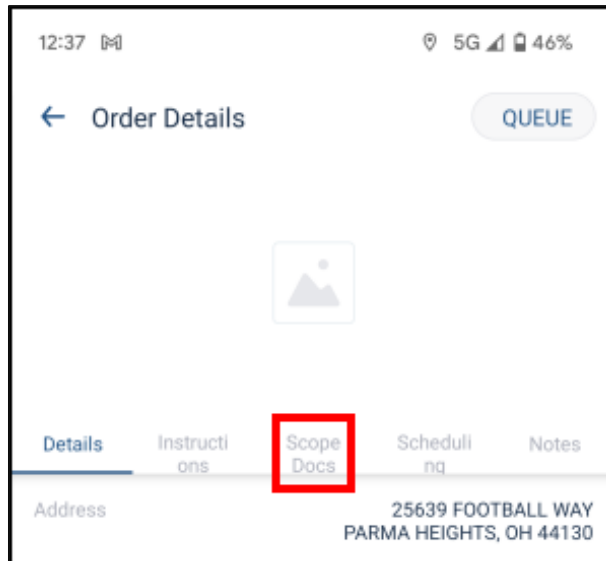 12:37 5G 46%
Order Details QUEUE
Details Instructi
ons Scope
Docs Scheduli
ng Notes
Address 25639 FOOTBALL WAY
PARMA HEIGHTS, OH 44130